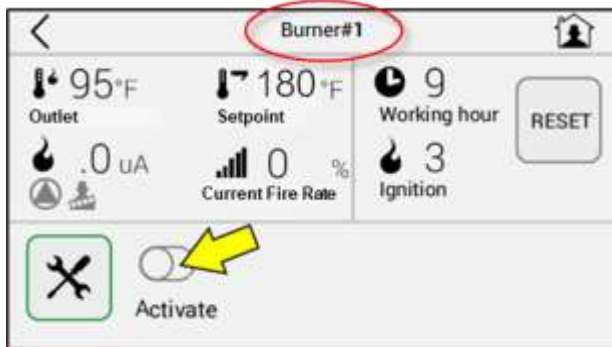 Burner#1
95°F
Outlet
180 °F
Setpoint
9
Working hour
RESET
.0 uA
0 %
Current Fire Rate
3
Ignition
Activate